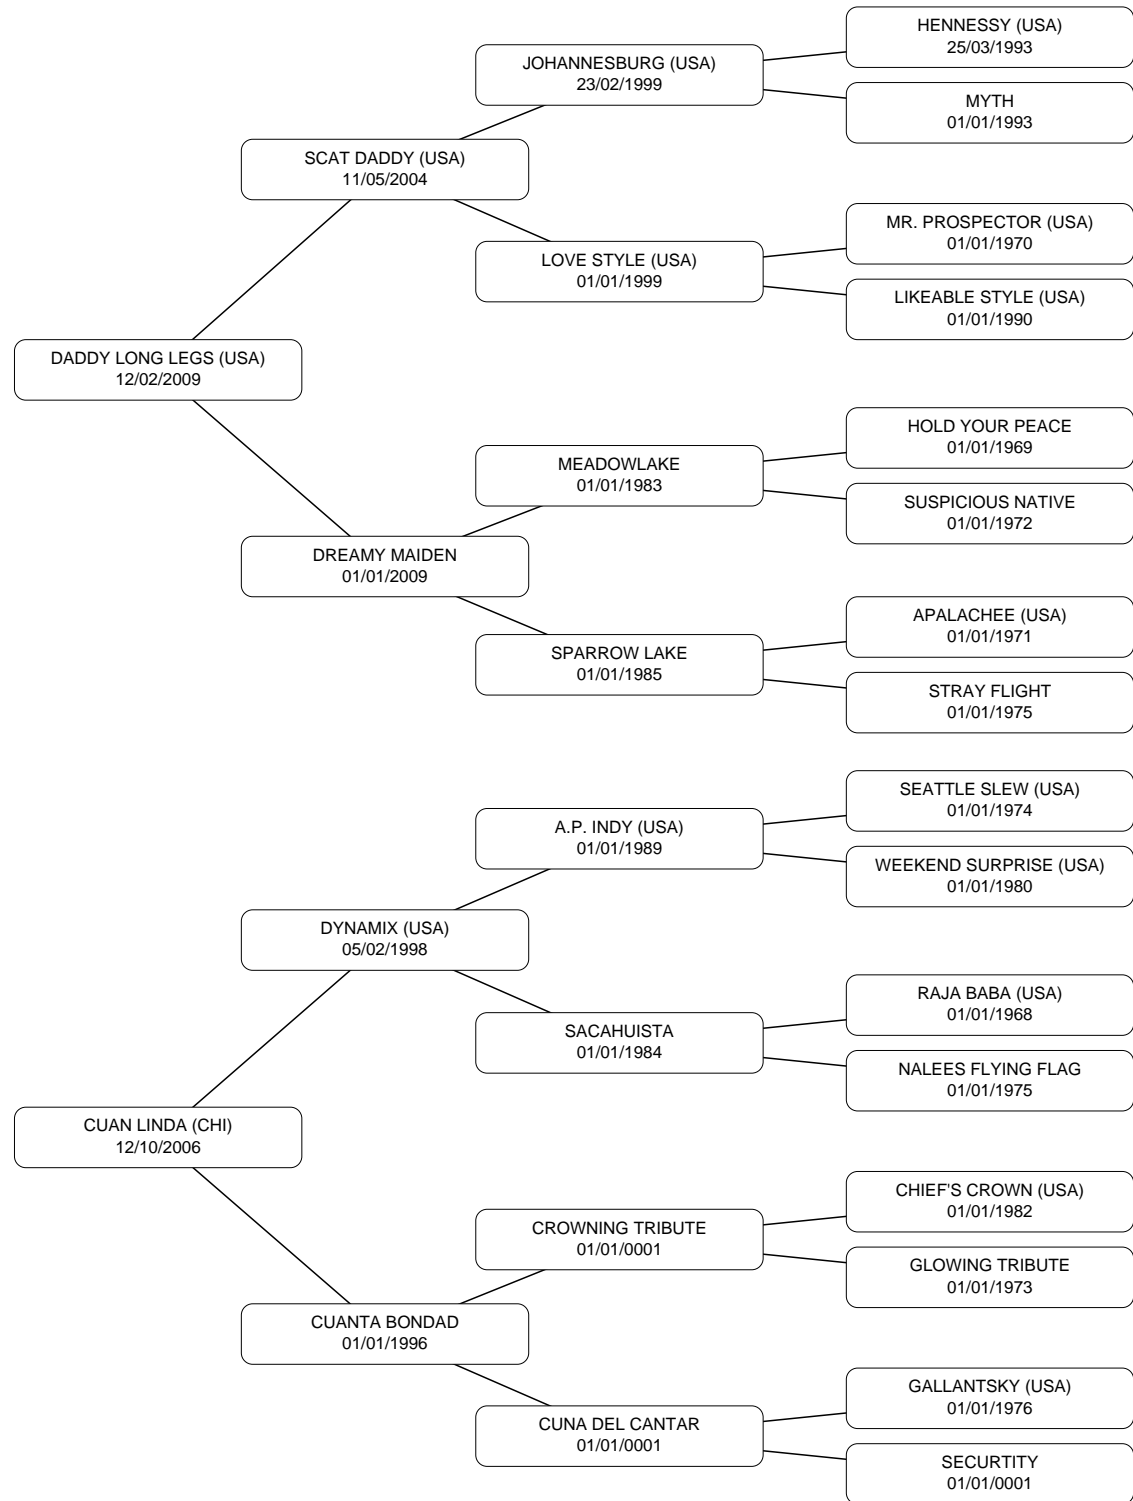 HENNESSY (USA)
25/03/1993
JOHANNESBURG (USA)
23/02/1999
MYTH
01/01/1993
SCAT DADDY (USA)
11/05/2004
MR. PROSPECTOR (USA)
01/01/1970
LOVE STYLE (USA)
01/01/1999
LIKEABLE STYLE (USA)
01/01/1990
DADDY LONG LEGS (USA)
12/02/2009
HOLD YOUR PEACE
01/01/1969
MEADOWLAKE
01/01/1983
SUSPICIOUS NATIVE
01/01/1972
DREAMY MAIDEN
01/01/2009
APALACHEE (USA)
01/01/1971
SPARROW LAKE
01/01/1985
STRAY FLIGHT
01/01/1975
SEATTLE SLEW (USA)
01/01/1974
A.P. INDY (USA)
01/01/1989
WEEKEND SURPRISE (USA)
01/01/1980
DYNAMIX (USA)
05/02/1998
RAJA BABA (USA)
01/01/1968
SACAHUISTA
01/01/1984
NALEES FLYING FLAG
01/01/1975
CUAN LINDA (CHI)
12/10/2006
CHIEF'S CROWN (USA)
01/01/1982
CROWNING TRIBUTE
01/01/0001
GLOWING TRIBUTE
01/01/1973
CUANTA BONDAD
01/01/1996
GALLANTSKY (USA)
01/01/1976
CUNA DEL CANTAR
01/01/0001
SECURTITY
01/01/0001